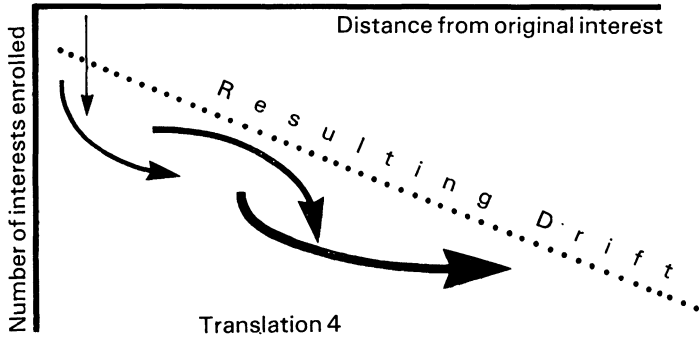 Distance from original interest
Number of interests enrolled
Resulting Drift
Translation 4